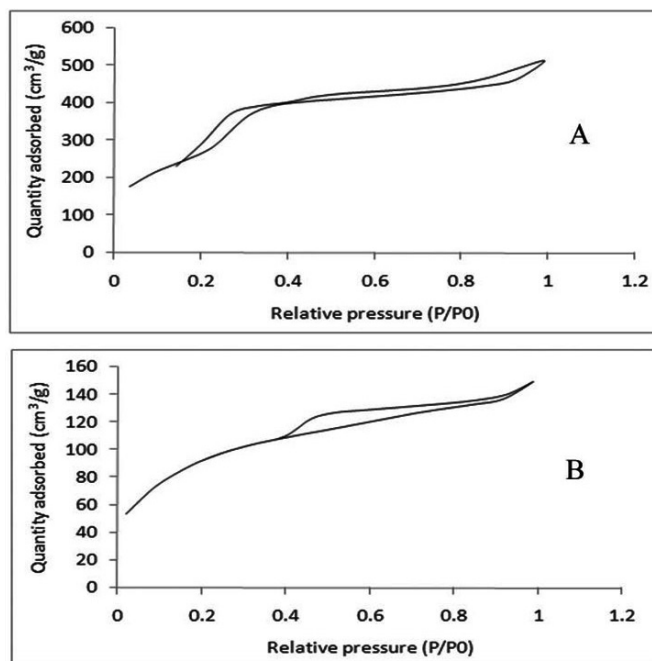 600
500
400
300
200
100
0
Quantity adsorbed (cm³/g)
A
0 0.2 0.4 0.6 0.8 1 1.2
Relative pressure (P/P0)
160
140
120
100
80
60
40
20
0
Quantity adsorbed (cm³/g)
B
0 0.2 0.4 0.6 0.8 1 1.2
Relative pressure (P/P0)